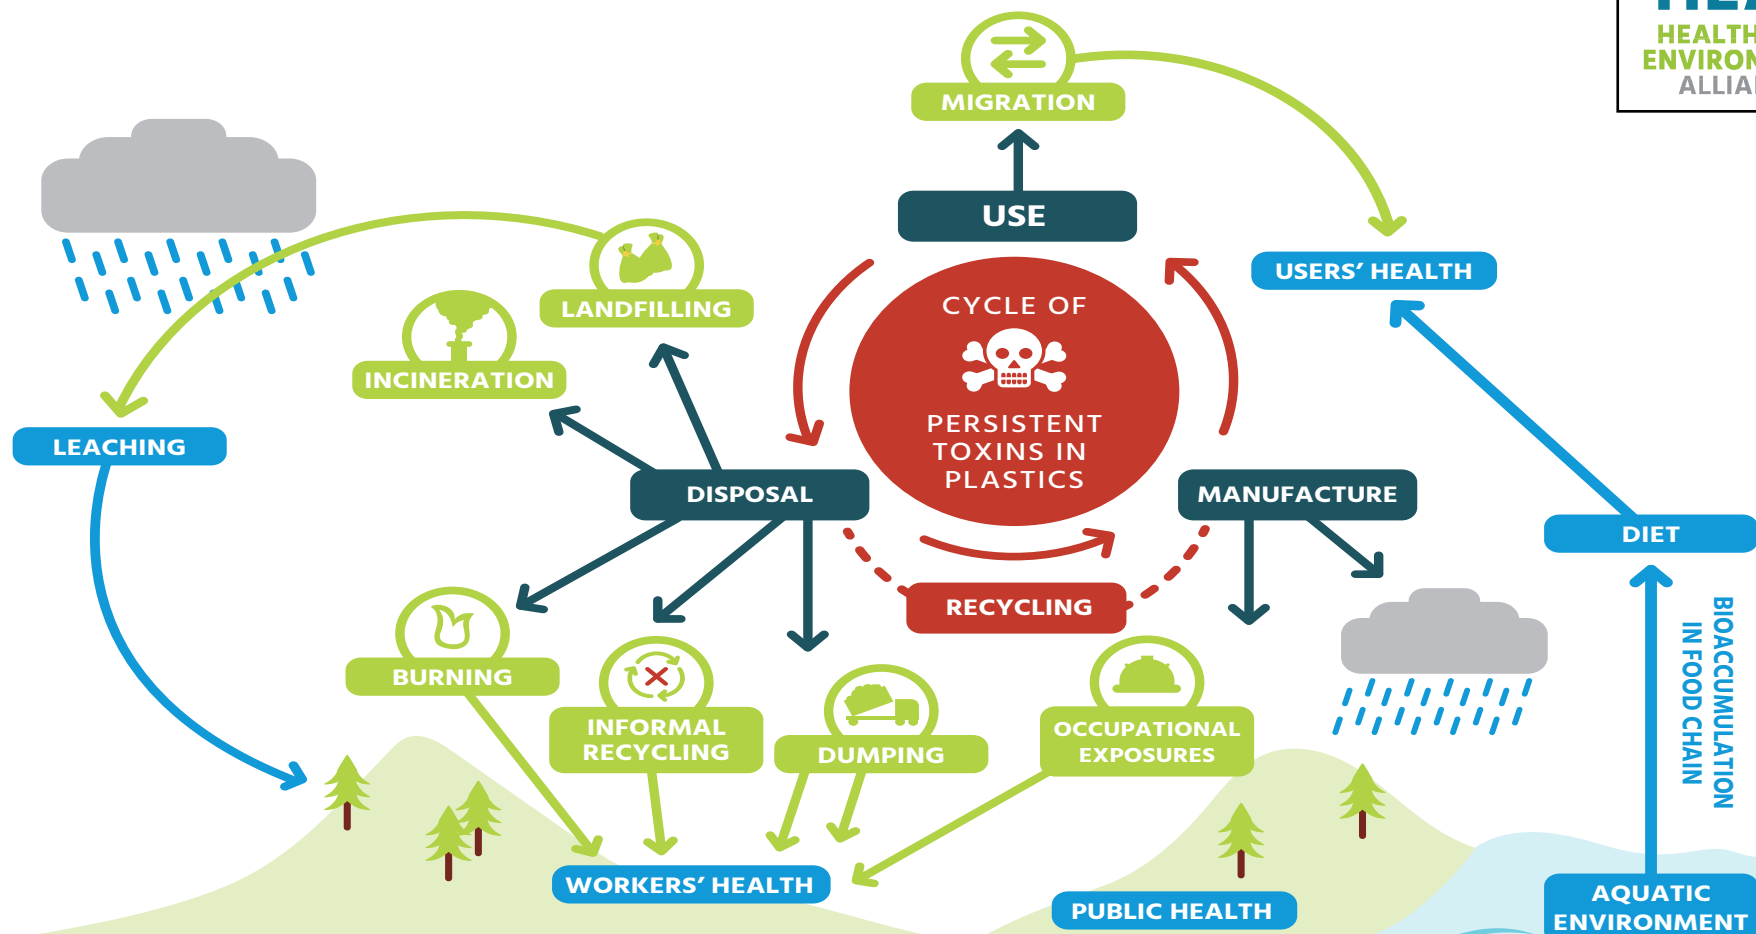 HEALTH
ENVIRON
ALLIA
MIGRATION
USE
USERS’ HEALTH
LANDFILLING
INCINERATION
CYCLE OF
PERSISTENT
TOXINS IN
PLASTICS
LEACHING
DISPOSAL
MANUFACTURE
DIET
RECYCLING
BIOACCUMULATION
IN FOOD CHAIN
BURNING
INFORMAL
RECYCLING
DUMPING
OCCUPATIONAL
EXPOSURES
WORKERS’ HEALTH
PUBLIC HEALTH
AQUATIC
ENVIRONMENT